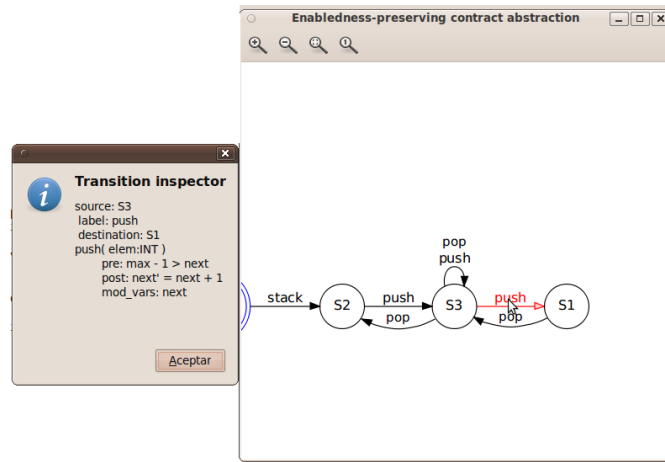 Enabledness-preserving contract abstraction
Transition inspector
source: S3
label: push
destination: S1
push( elem:INT )
pre: max - 1 > next
post: next' = next + 1
mod_vars: next
Aceptar
pop
push
stack
S2
push
pop
S3
push
pop
S1